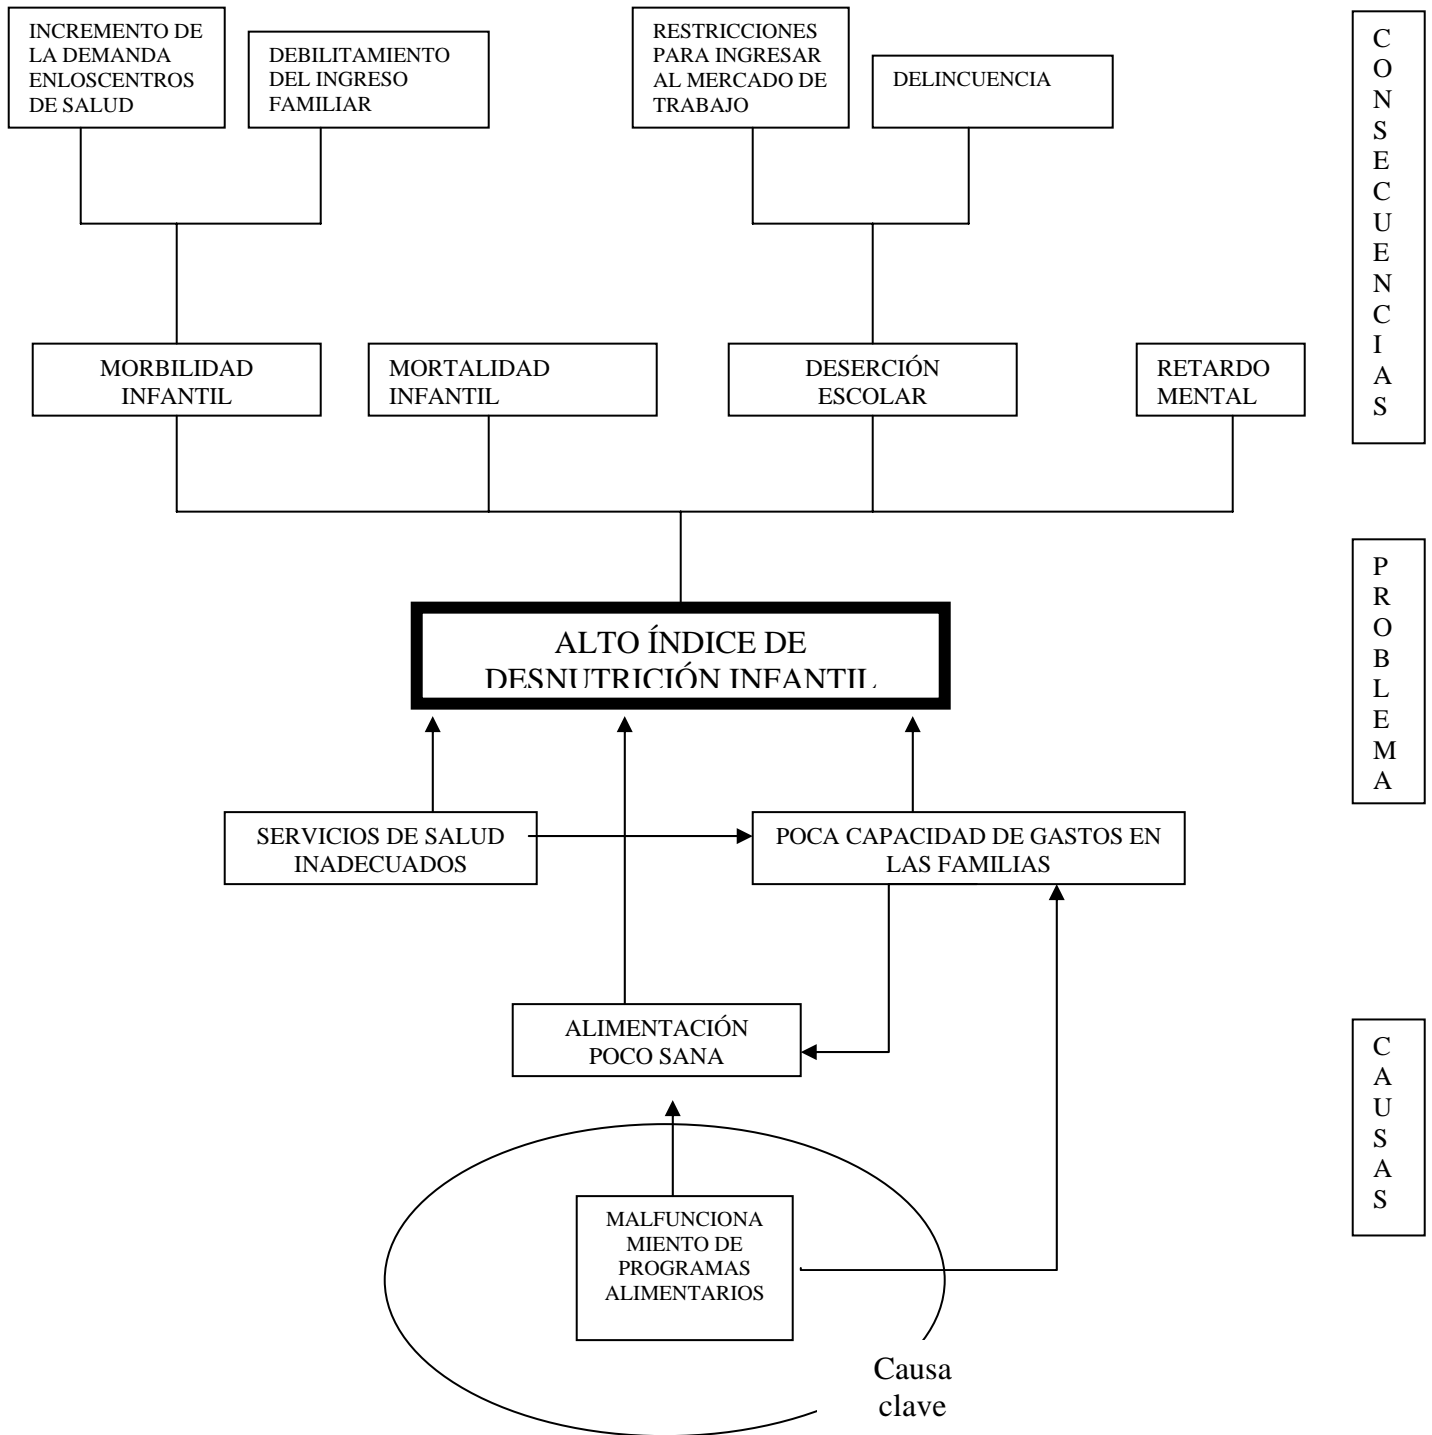 INCREMENTO DE
LA DEMANDA
ENLOSCENTROS
DE SALUD
DEBILITAMIENTO
DEL INGRESO
FAMILIAR
RESTRICCIONES
PARA INGRESAR
AL MERCADO DE
TRABAJO
DELINCUENCIA
C
O
N
S
E
C
U
E
N
C
I
A
S
MORBILIDAD
INFANTIL
MORTALIDAD
INFANTIL
DESERCIÓN
ESCOLAR
RETARDO
MENTAL
ALTO ÍNDICE DE
DESNUTRICIÓN INFANTIL
P
R
O
B
L
E
M
A
SERVICIOS DE SALUD
INADECUADOS
POCA CAPACIDAD DE GASTOS EN
LAS FAMILIAS
ALIMENTACIÓN
POCO SANA
C
A
U
S
A
S
MALFUNCIONA
MIENTO DE
PROGRAMAS
ALIMENTARIOS
Causa
clave